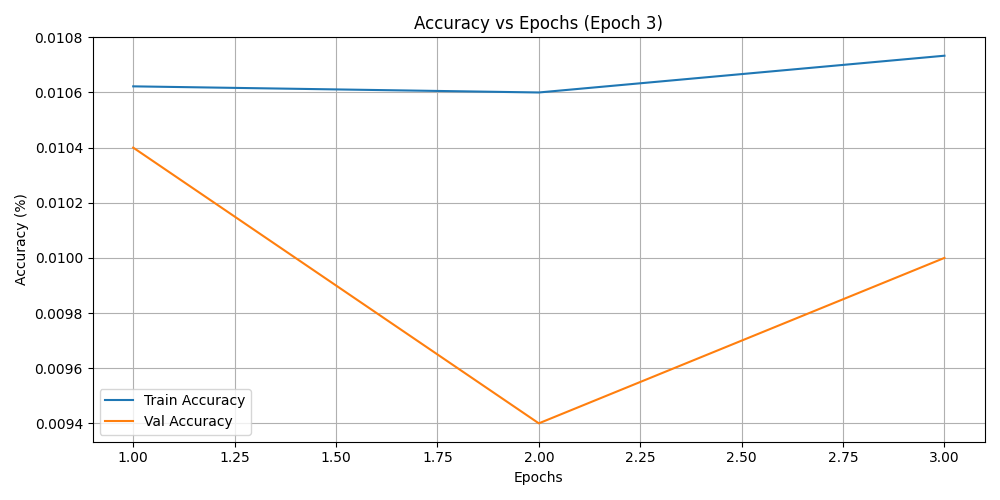 Accuracy vs Epochs (Epoch 3)
Accuracy (%)
0.0108
0.0106
0.0104
0.0102
0.0100
0.0098
0.0096
0.0094
Train Accuracy
Val Accuracy
1.00 1.25 1.50 1.75 2.00 2.25 2.50 2.75 3.00
Epochs